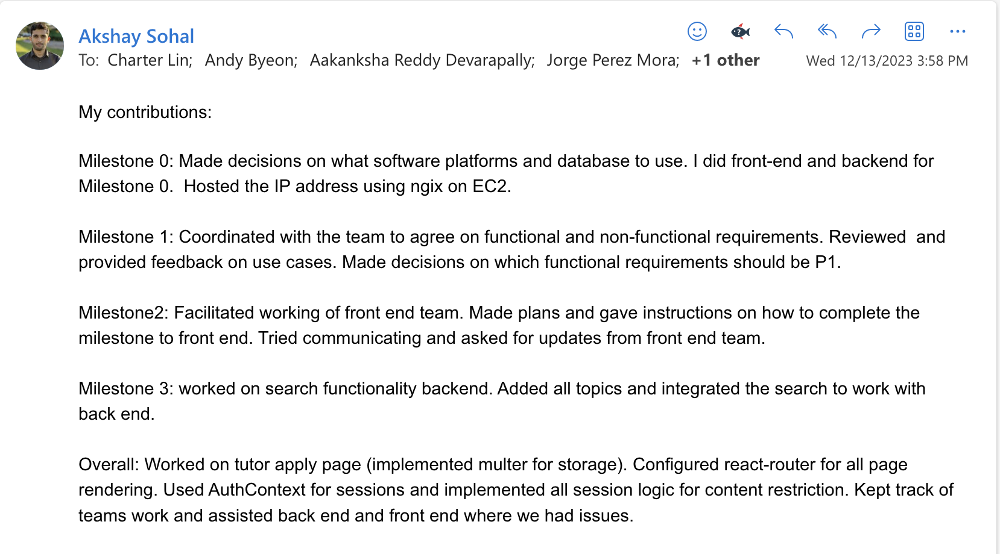 Akshay Sohal
To: Charter Lin; Andy Byeon; Aakanksha Reddy Devarapally; Jorge Perez Mora; +1 other
Wed 12/13/2023 3:58 PM
My contributions:
Milestone 0: Made decisions on what software platforms and database to use. I did front-end and backend for
Milestone 0.  Hosted the IP address using ngix on EC2.
Milestone 1: Coordinated with the team to agree on functional and non-functional requirements. Reviewed  and
provided feedback on use cases. Made decisions on which functional requirements should be P1.
Milestone2: Facilitated working of front end team. Made plans and gave instructions on how to complete the
milestone to front end. Tried communicating and asked for updates from front end team.
Milestone 3: worked on search functionality backend. Added all topics and integrated the search to work with
back end.
Overall: Worked on tutor apply page (implemented multer for storage). Configured react-router for all page
rendering. Used AuthContext for sessions and implemented all session logic for content restriction. Kept track of
teams work and assisted back end and front end where we had issues.